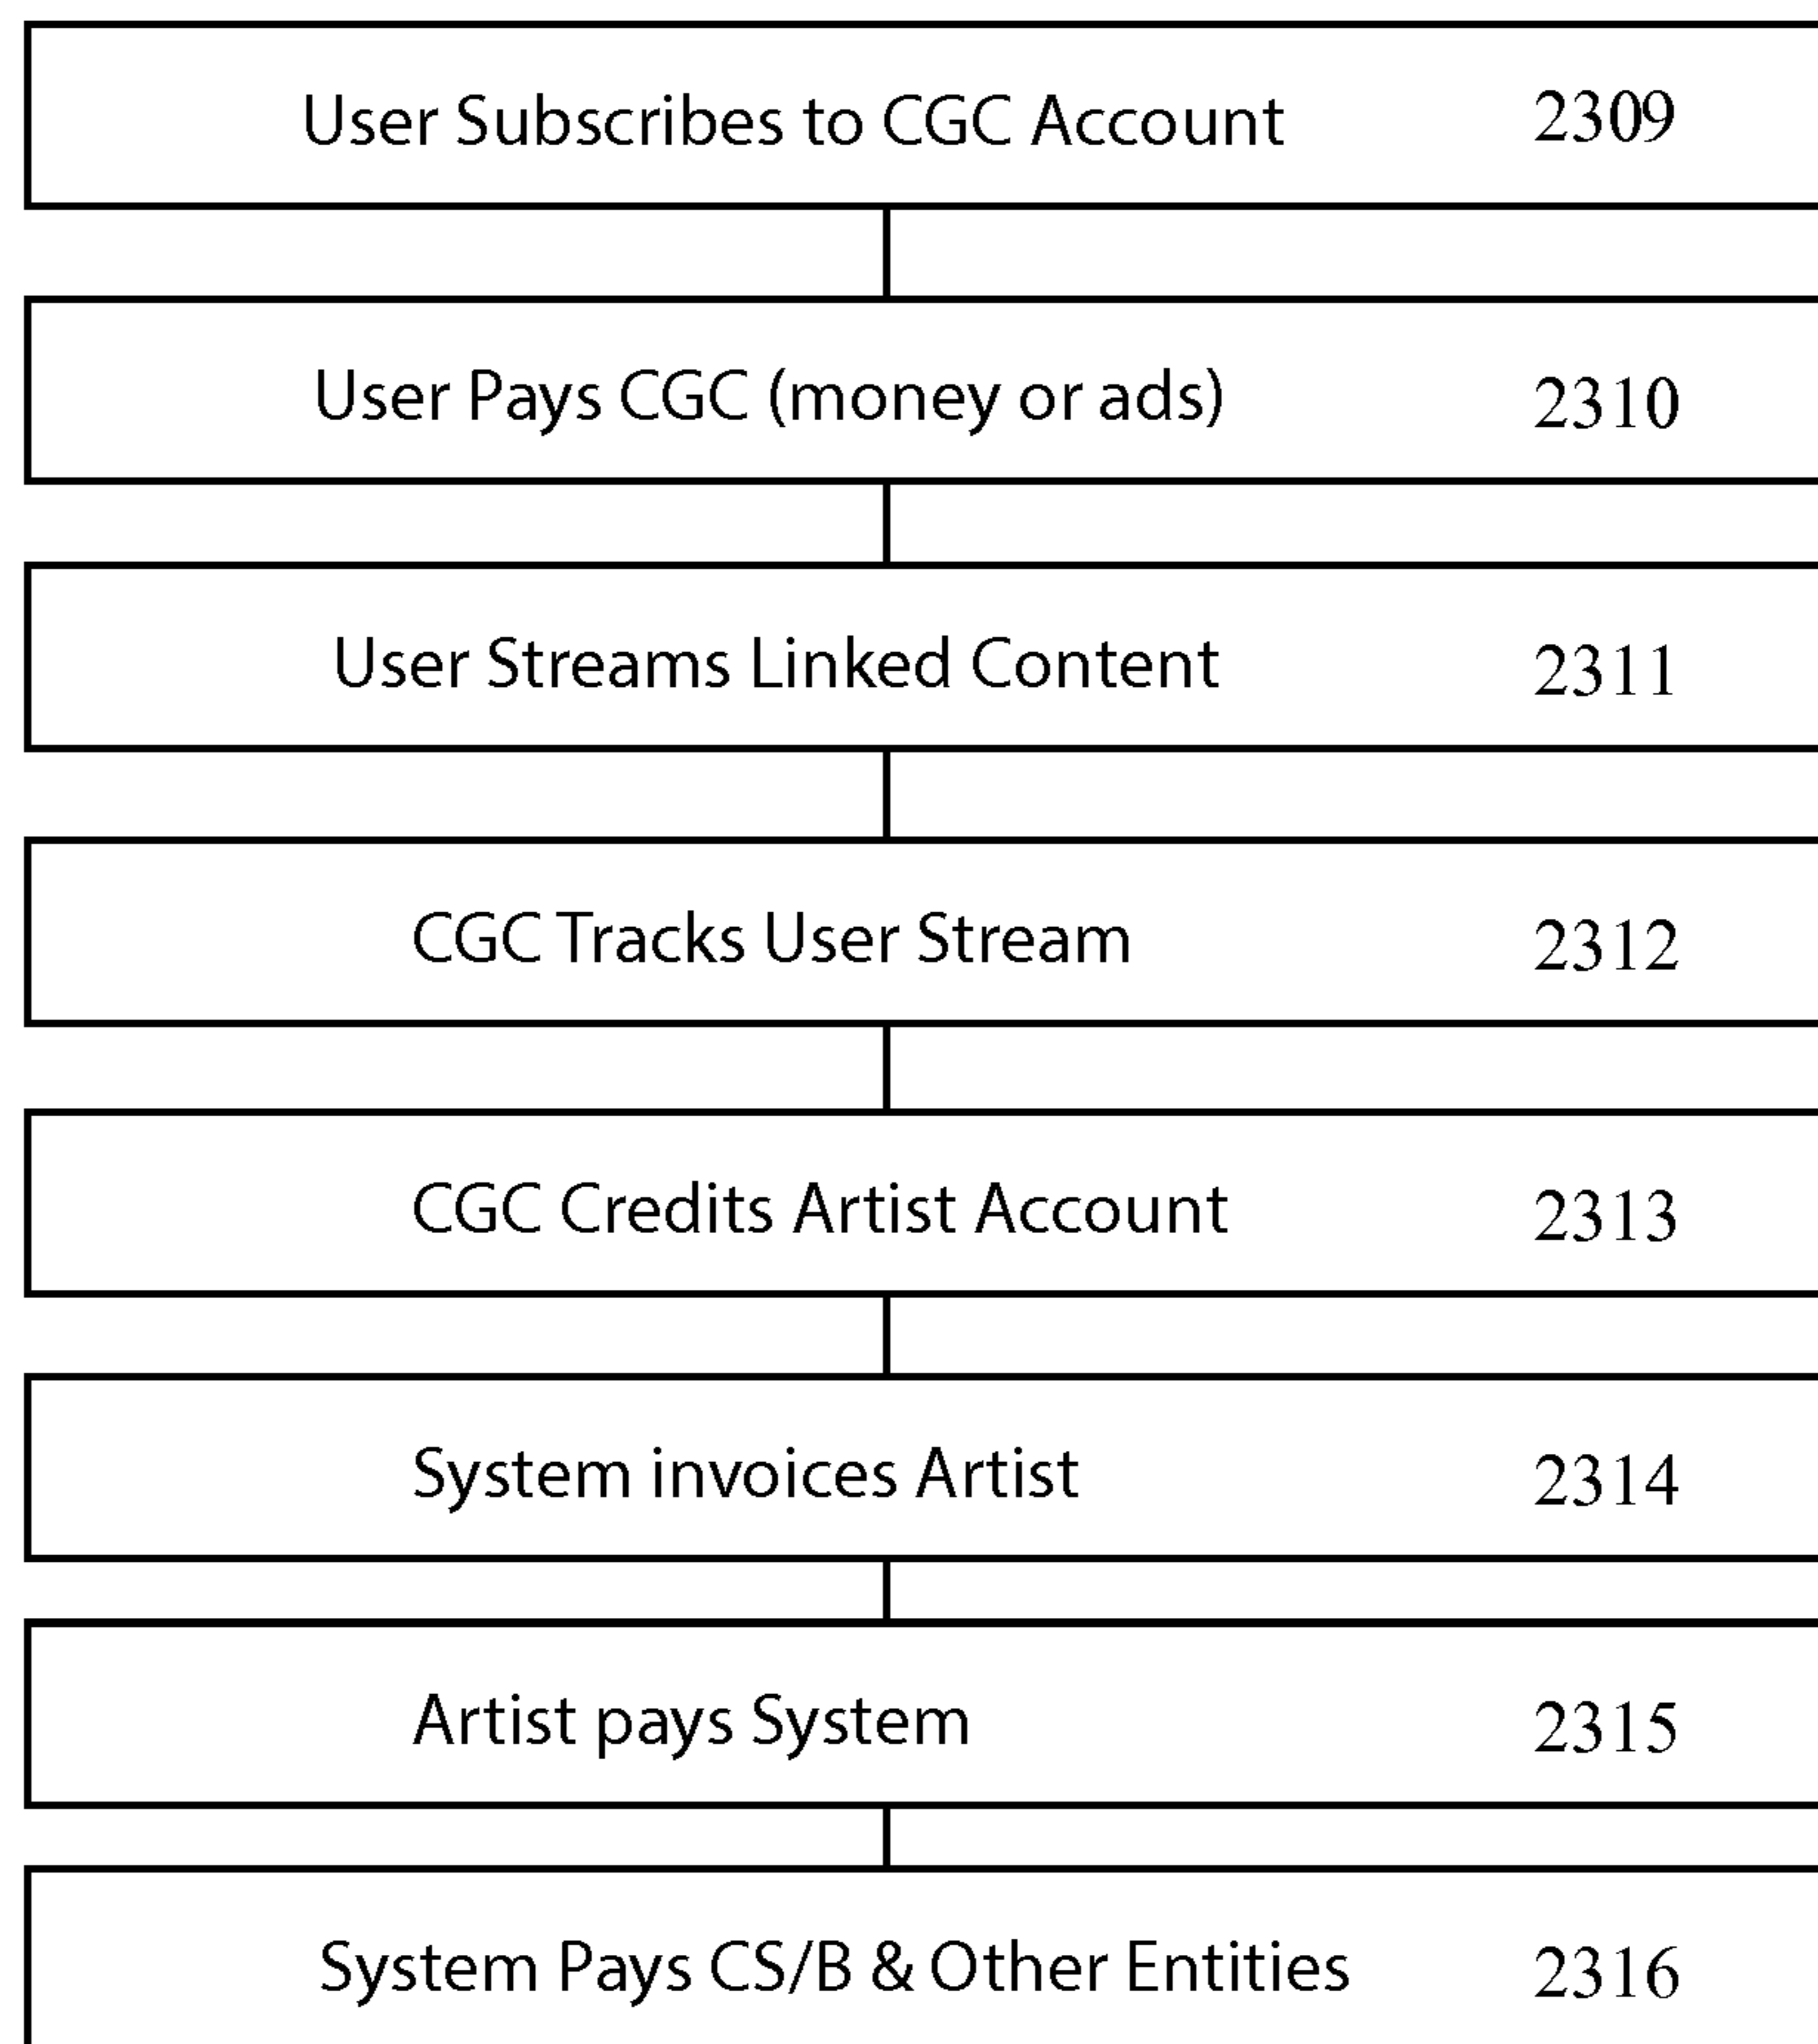 User Subscribes to CGC Account 2309
User Pays CGC (money or ads) 2310
User Streams Linked Content 2311
CGC Tracks User Stream 2312
CGC Credits Artist Account 2313
System invoices Artist 2314
Artist pays System 2315
System Pays CS/B & Other Entities 2316